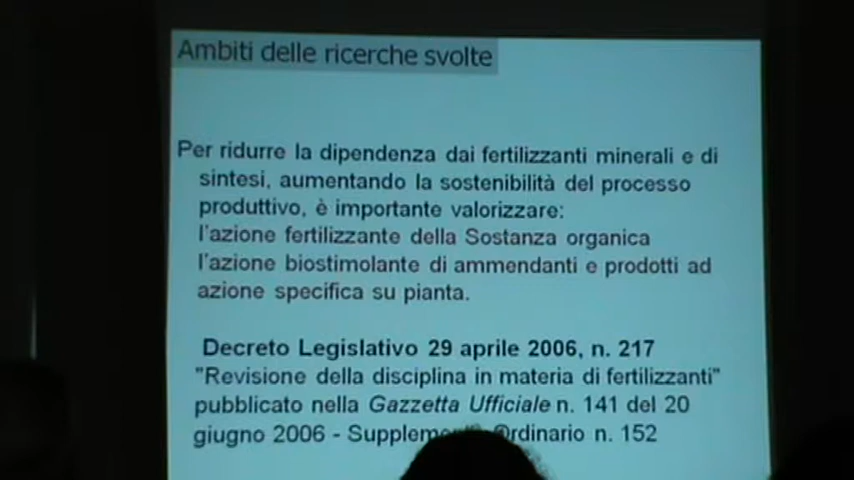 Ambiti delle ricerche svolte
Per ridurre la dipendenza dai fertilizzanti minerali e di
sintesi, aumentando la sostenibilità del processo
produttivo, è importante valorizzare:
l'azione fertilizzante della Sostanza organica
l'azione biostimolante di ammendanti e prodotti ad
azione specifica su pianta.
Decreto Legislativo 29 aprile 2006, n. 217
"Revisione della disciplina in materia di fertilizzanti"
pubblicato nella Gazzetta Ufficiale n. 141 del 20
giugno 2006 - Supplemento Ordinario n. 152